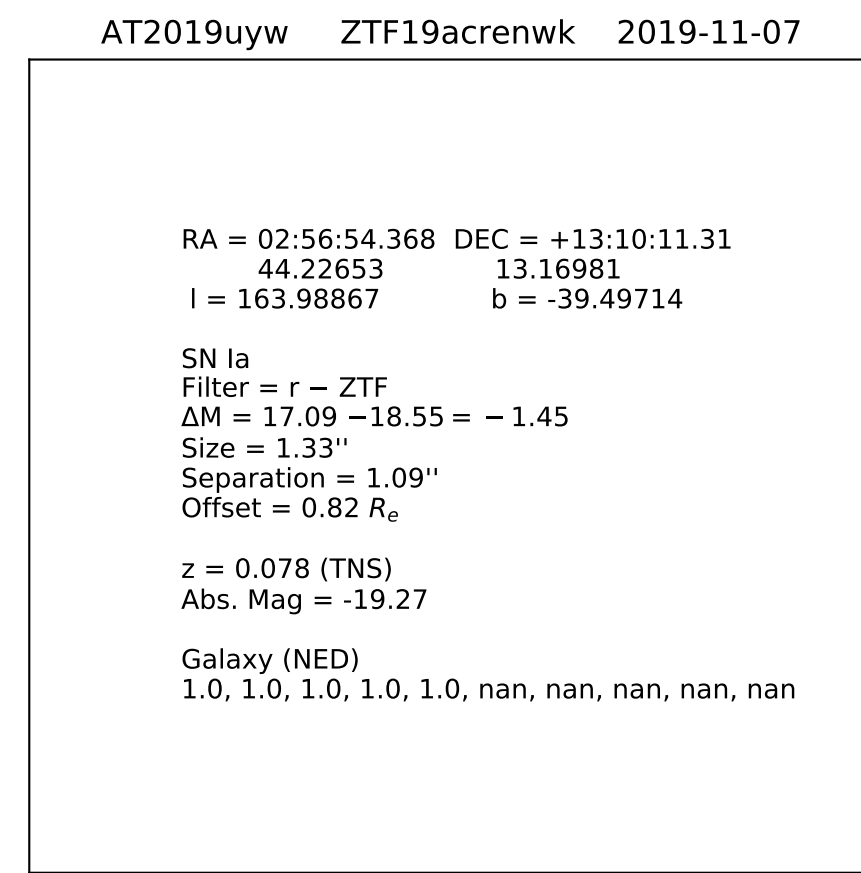 AT2019uyw ZTF19acrenwk 2019-11-07
RA = 02:56:54.368 DEC = +13:10:11.31
44.22653 13.16981
l = 163.98867 b = -39.49714
SN Ia
Filter = r − ZTF
ΔM = 17.09 −18.55 = − 1.45
Size = 1.33''
Separation = 1.09''
Offset = 0.82 Rₑ
z = 0.078 (TNS)
Abs. Mag = -19.27
Galaxy (NED)
1.0, 1.0, 1.0, 1.0, 1.0, nan, nan, nan, nan, nan